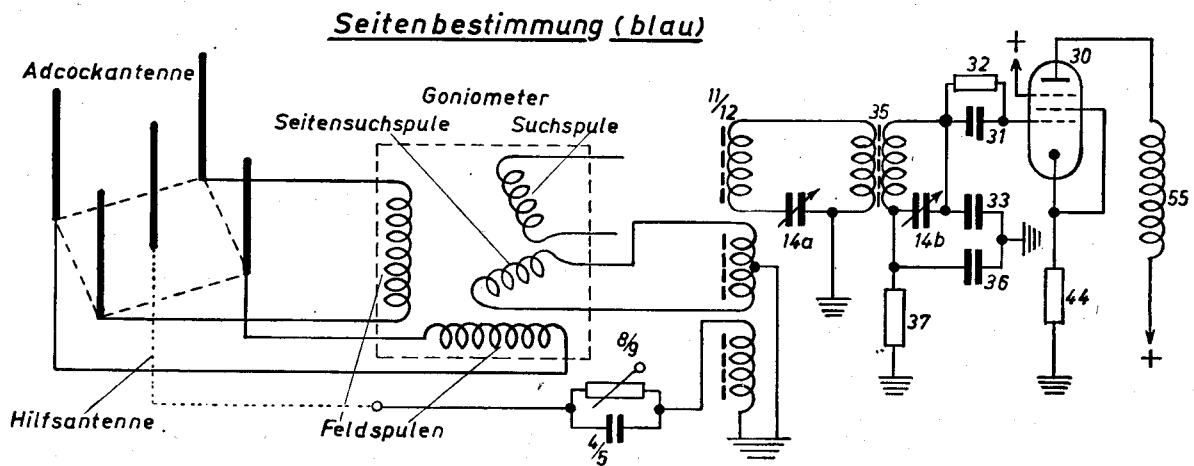 Seitenbestimmung (blau)
Adcockantenne
Goniometer
Seitensuchspule
Suchspule
11/12
35
32
31
+
30
14a
14b
33
36
37
44
55
+
8/9
4/5
Hilfsantenne
Feldspulen